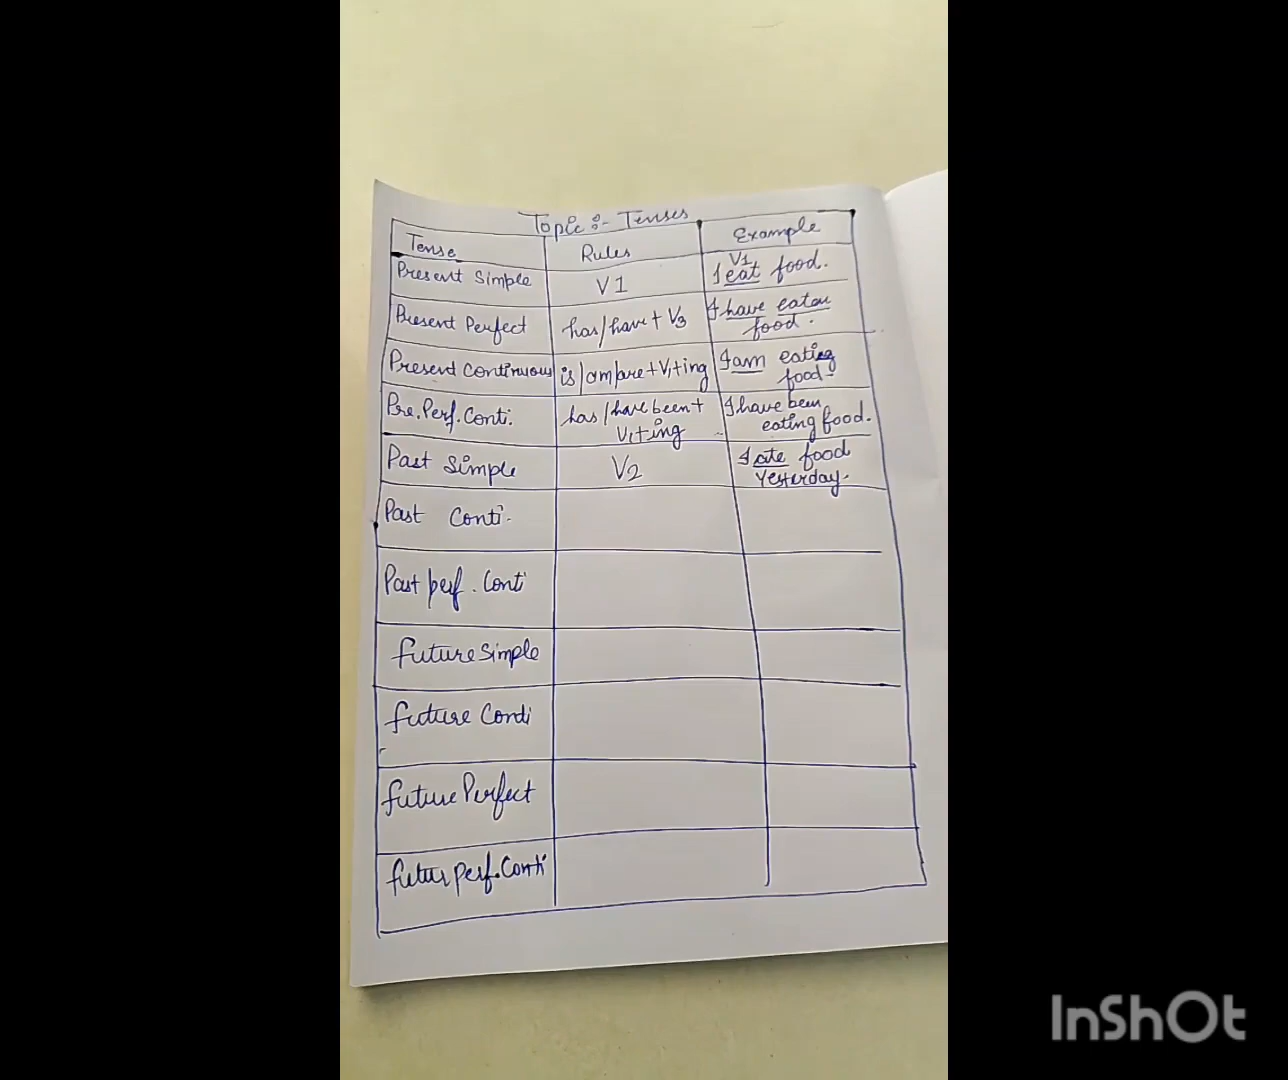 Topic :- Tenses
Tense Rules Example
Present Simple V1 V1 I eat food.
Present Perfect has/have + V3 I have eaten food.
Present Continuous is/am/are + V1+ing I am eating food.
Pre. Perf. Conti. has/have been + V1+ing I have been eating food.
Past Simple V2 I ate food Yesterday.
Past Conti.
Past perf. Conti
future Simple
future Conti
future Perfect
futur perf. Conti
InShOt